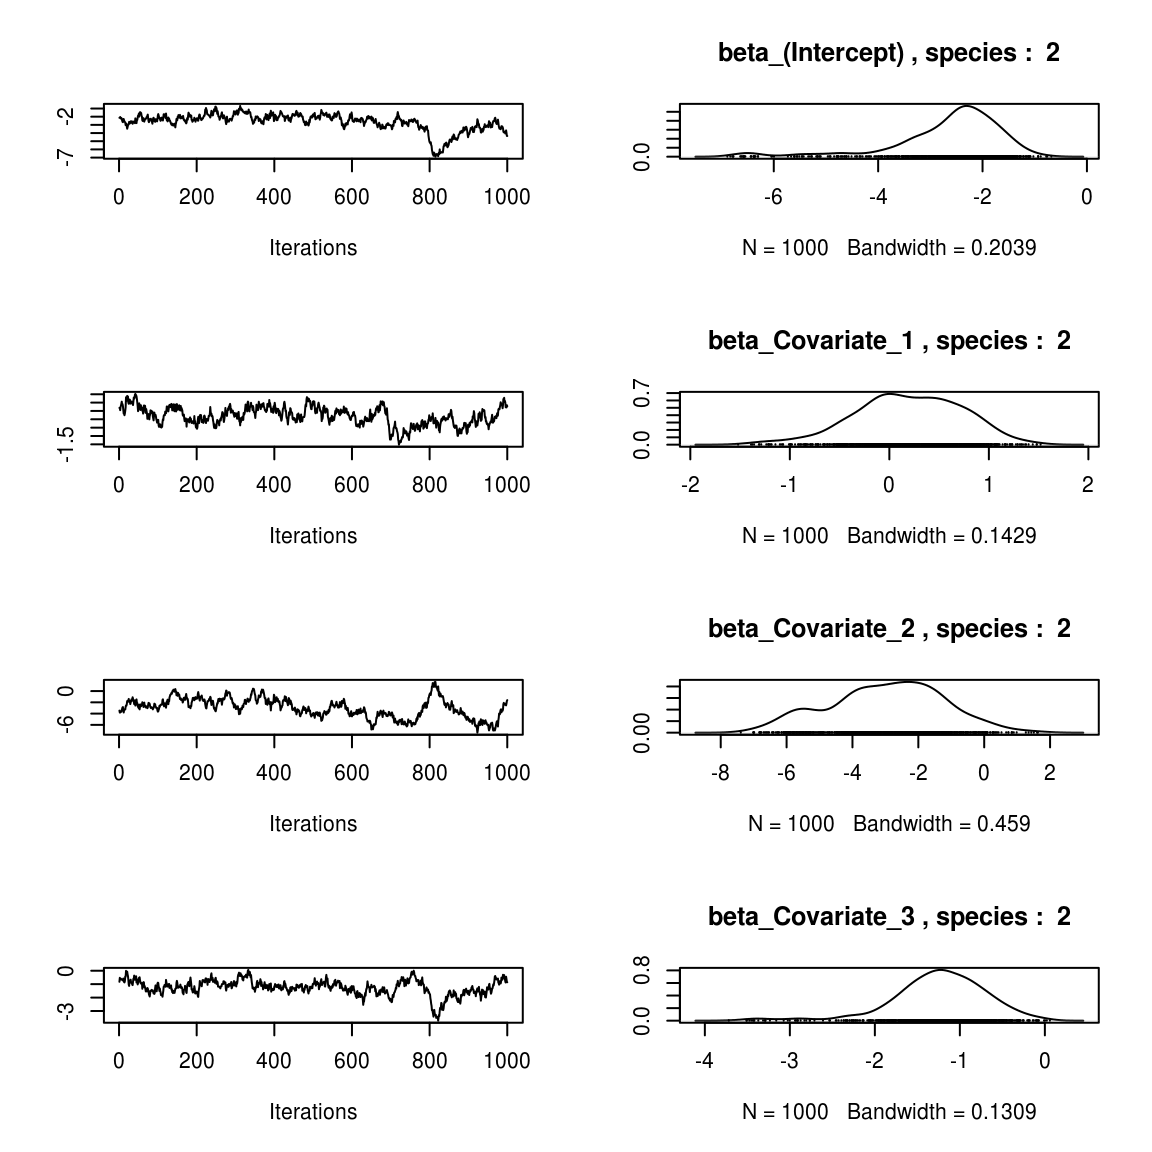 beta_(Intercept) , species :  2
-2
-7
0 200 400 600 800 1000
Iterations
0.0
-6 -4 -2 0
N = 1000   Bandwidth = 0.2039
beta_Covariate_1 , species :  2
-1.5
0 200 400 600 800 1000
Iterations
0.7
0.0
-2 -1 0 1 2
N = 1000   Bandwidth = 0.1429
beta_Covariate_2 , species :  2
0
-6
0 200 400 600 800 1000
Iterations
0.00
-8 -6 -4 -2 0 2
N = 1000   Bandwidth = 0.459
beta_Covariate_3 , species :  2
0
-3
0 200 400 600 800 1000
Iterations
0.8
0.0
-4 -3 -2 -1 0
N = 1000   Bandwidth = 0.1309